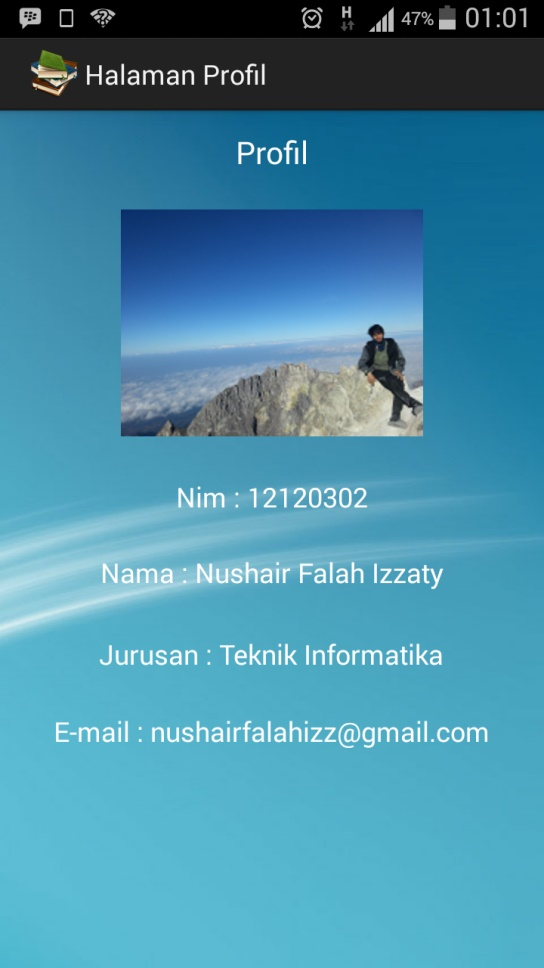 H 47% 01:01
Halaman Profil
Profil
Nim : 12120302
Nama : Nushair Falah Izzaty
Jurusan : Teknik Informatika
E-mail : nushairfalahizz@gmail.com